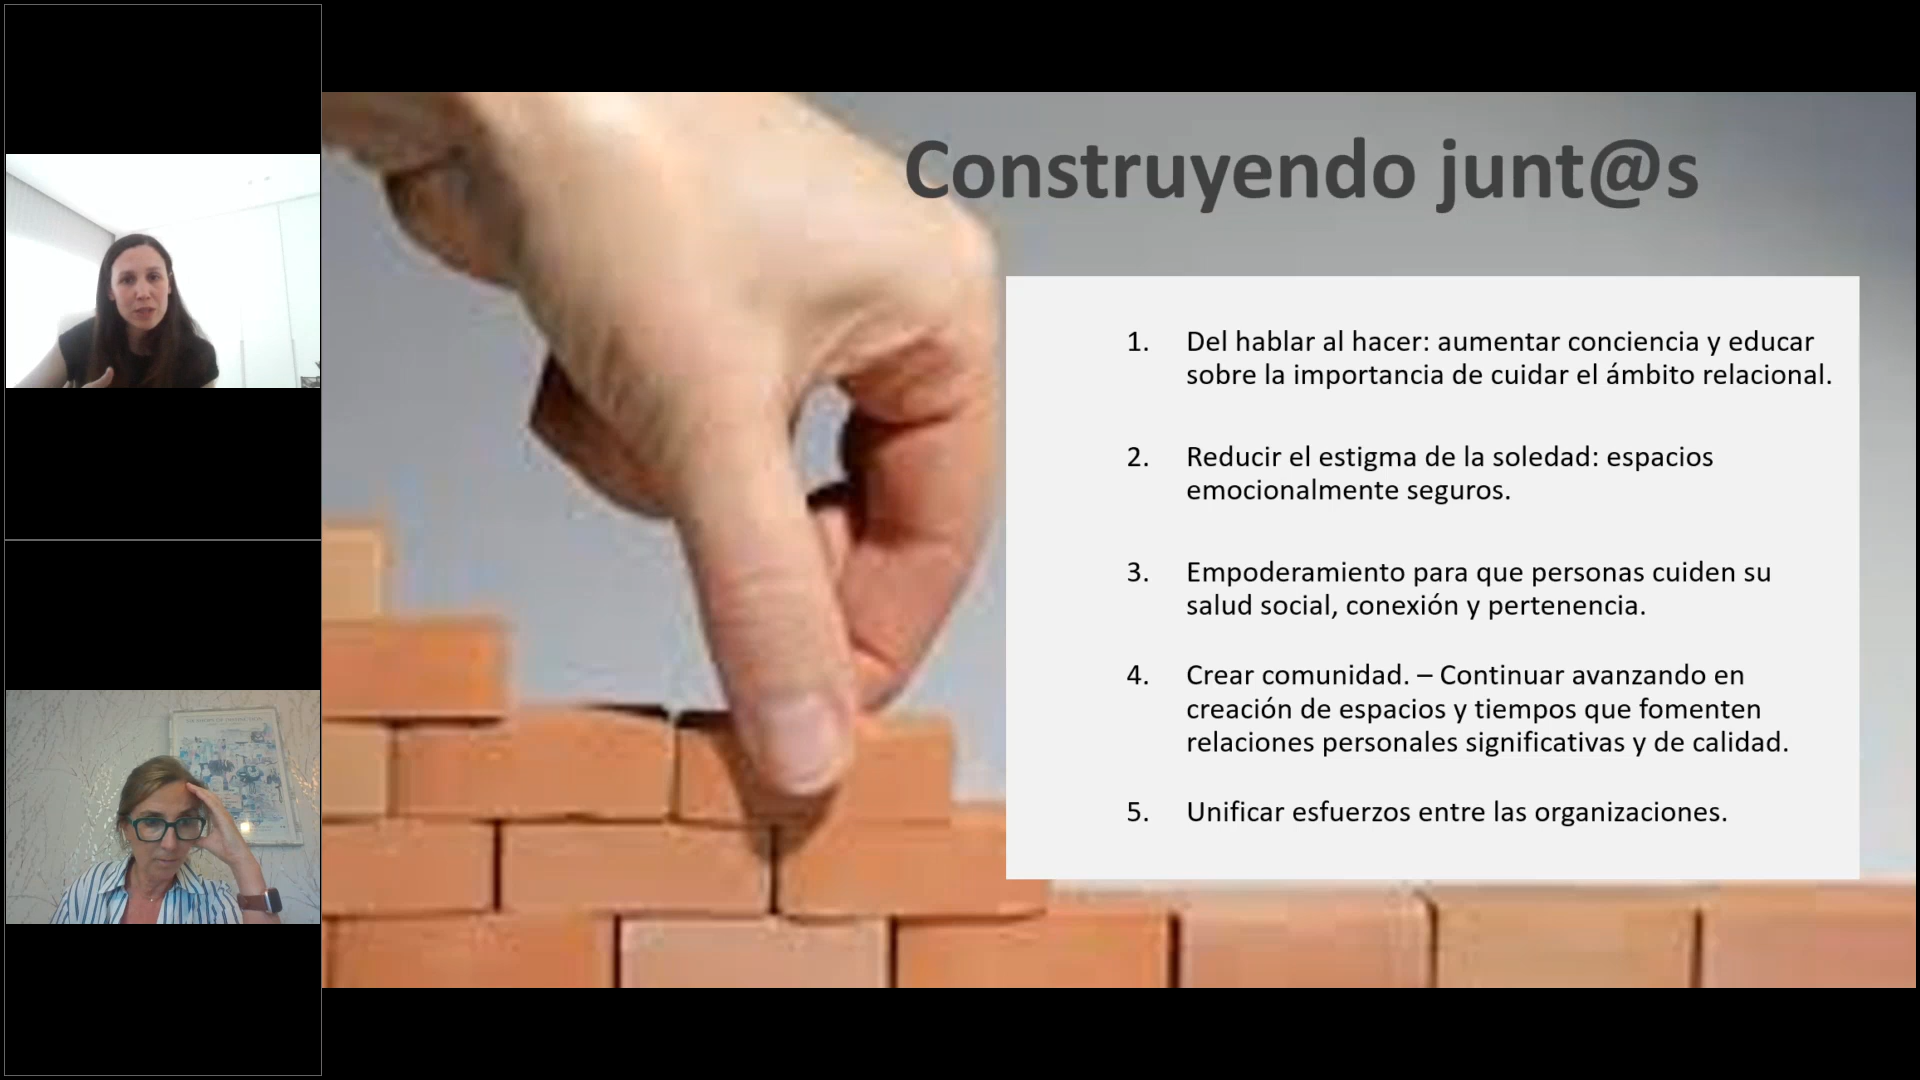 Construyendo junt@s
1. Del hablar al hacer: aumentar conciencia y educar
sobre la importancia de cuidar el ámbito relacional.
2. Reducir el estigma de la soledad: espacios
emocionalmente seguros.
3. Empoderamiento para que personas cuiden su
salud social, conexión y pertenencia.
4. Crear comunidad. – Continuar avanzando en
creación de espacios y tiempos que fomenten
relaciones personales significativas y de calidad.
5. Unificar esfuerzos entre las organizaciones.